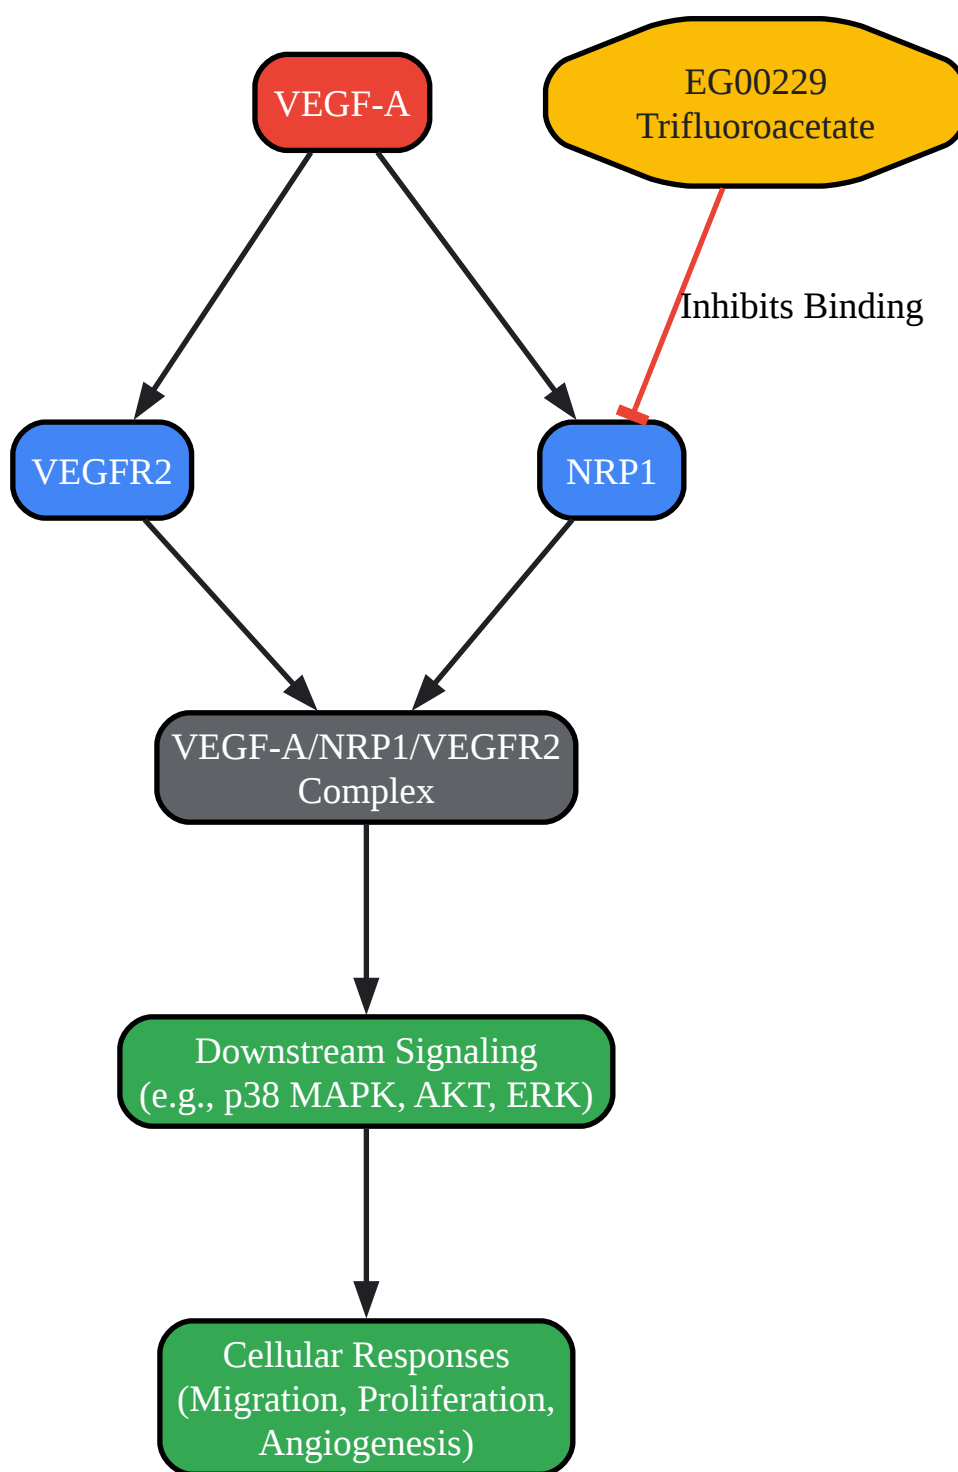 VEGF-A
EG00229
Trifluoroacetate
Inhibits Binding
VEGFR2
NRP1
VEGF-A/NRP1/VEGFR2
Complex
Downstream Signaling
(e.g., p38 MAPK, AKT, ERK)
Cellular Responses
(Migration, Proliferation,
Angiogenesis)